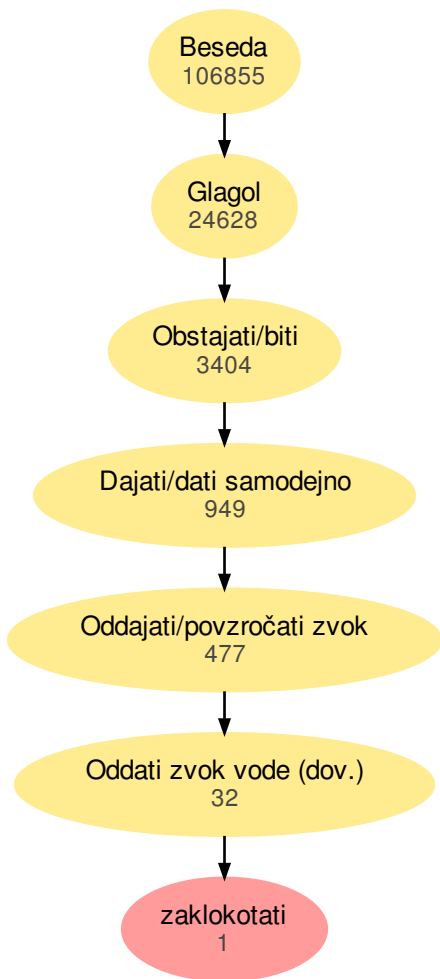 Beseda
106855
Glagol
24628
Obstajati/biti
3404
Dajati/dati samodejno
949
Oddajati/povzročati zvok
477
Oddati zvok vode (dov.)
32
zaklokotati
1